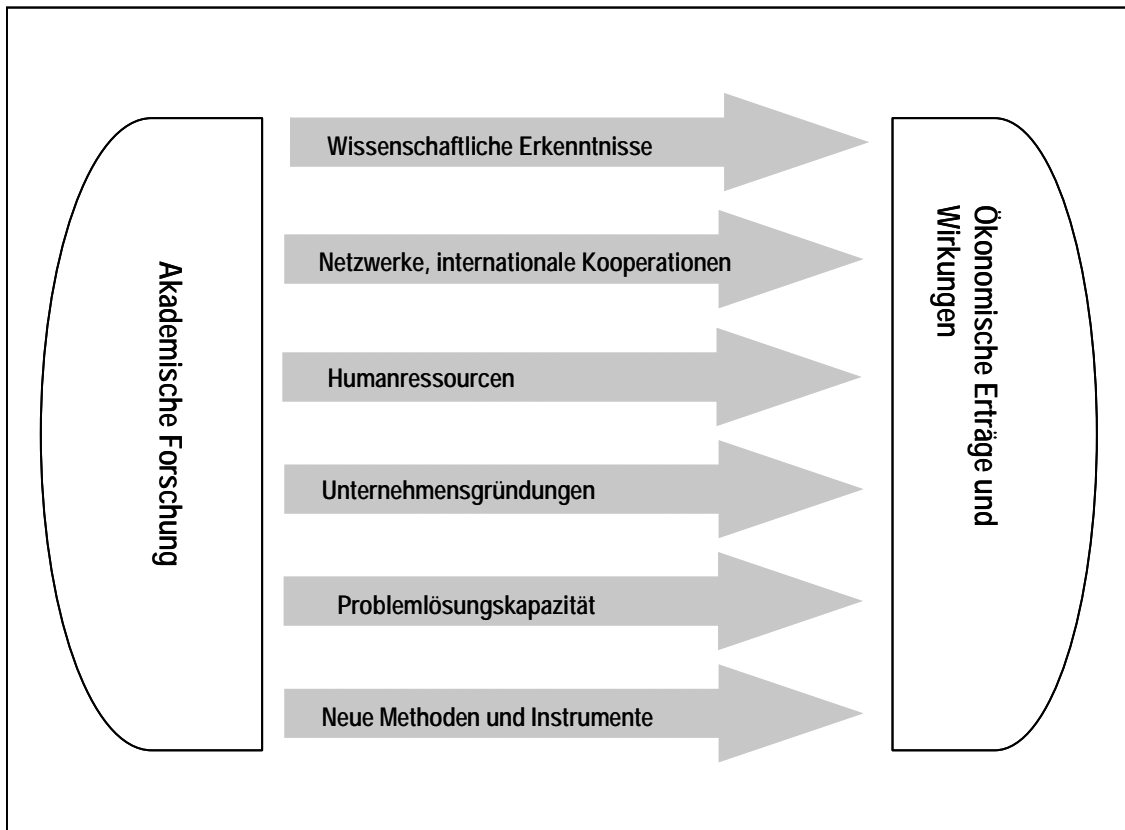 Akademische Forschung
Wissenschaftliche Erkenntnisse
Netzwerke, internationale Kooperationen
Humanressourcen
Unternehmensgründungen
Problemlösungskapazität
Neue Methoden und Instrumente
Ökonomische Erträge und
Wirkungen